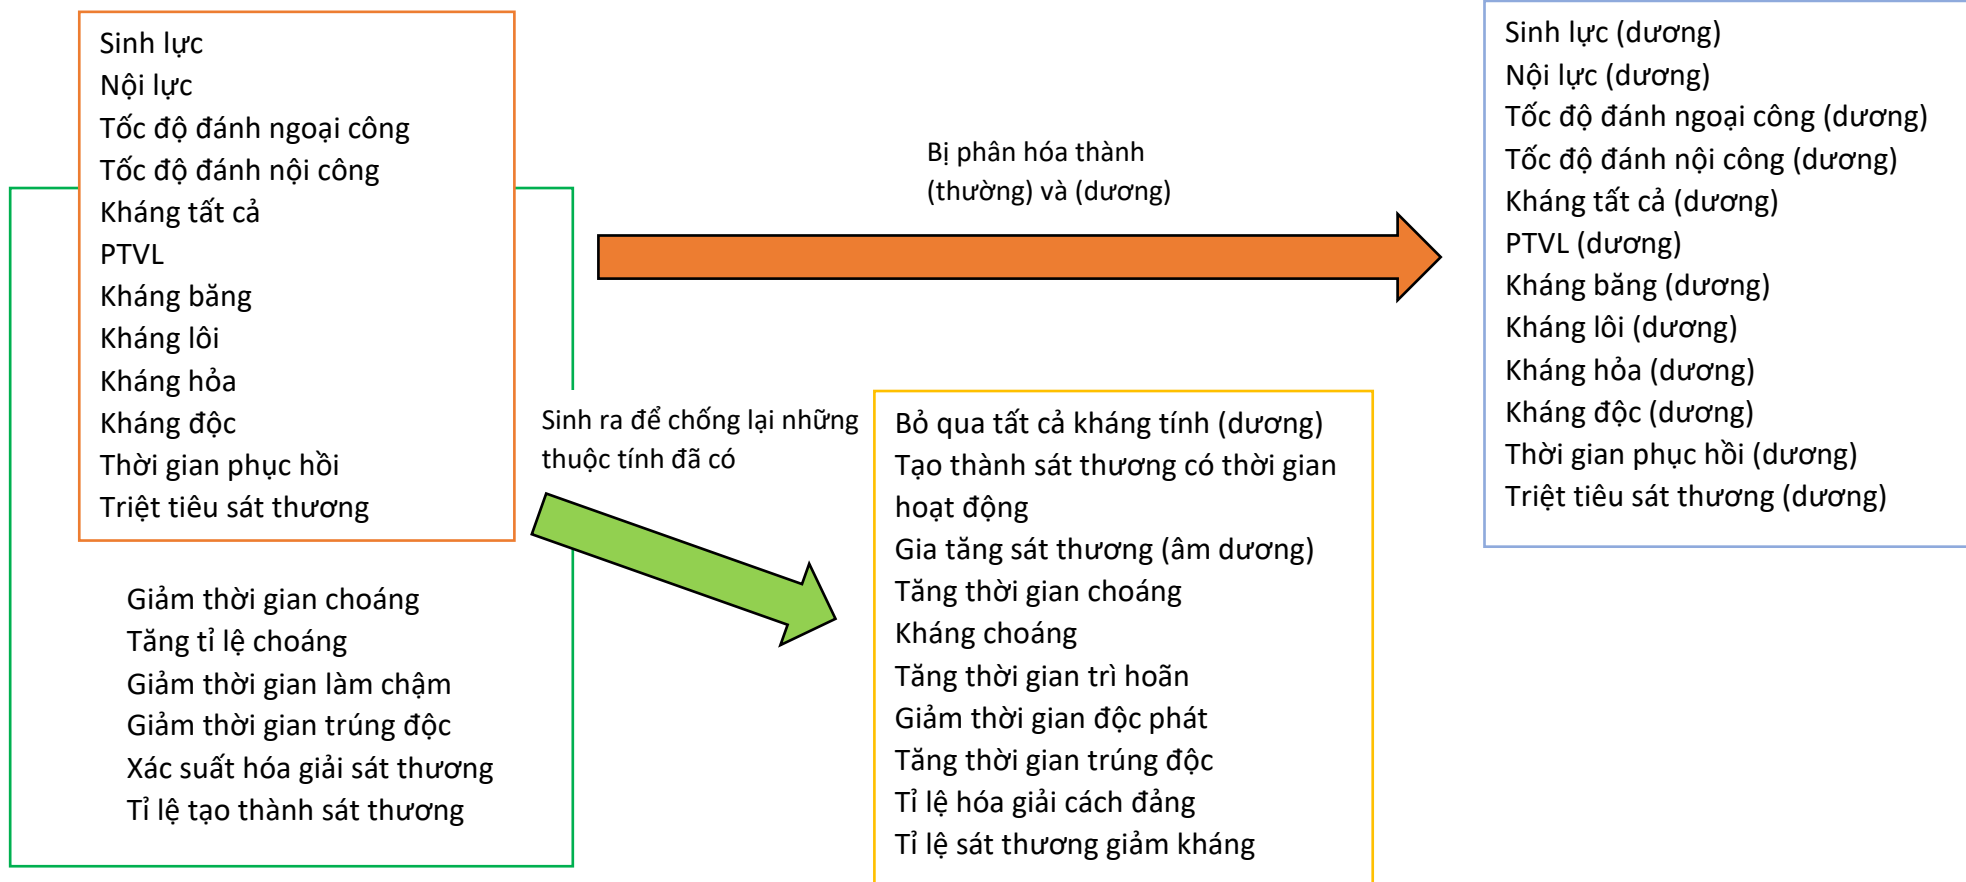 Sinh lực
Nội lực
Tốc độ đánh ngoại công
Tốc độ đánh nội công
Kháng tất cả
PTVL
Kháng băng
Kháng lôi
Kháng hỏa
Kháng độc
Thời gian phục hồi
Triệt tiêu sát thương
Giảm thời gian choáng
Tăng tỉ lệ choáng
Giảm thời gian làm chậm
Giảm thời gian trúng độc
Xác suất hóa giải sát thương
Tỉ lệ tạo thành sát thương
Bị phân hóa thành
(thường) và (dương)
Sinh ra để chống lại những
thuộc tính đã có
Bỏ qua tất cả kháng tính (dương)
Tạo thành sát thương có thời gian
hoạt động
Gia tăng sát thương (âm dương)
Tăng thời gian choáng
Kháng choáng
Tăng thời gian trì hoãn
Giảm thời gian độc phát
Tăng thời gian trúng độc
Tỉ lệ hóa giải cách đảng
Tỉ lệ sát thương giảm kháng
Sinh lực (dương)
Nội lực (dương)
Tốc độ đánh ngoại công (dương)
Tốc độ đánh nội công (dương)
Kháng tất cả (dương)
PTVL (dương)
Kháng băng (dương)
Kháng lôi (dương)
Kháng hỏa (dương)
Kháng độc (dương)
Thời gian phục hồi (dương)
Triệt tiêu sát thương (dương)